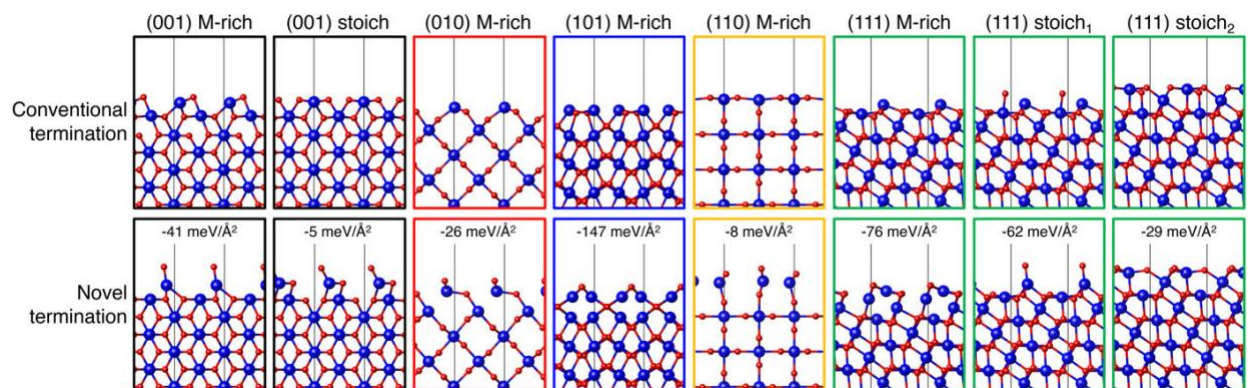 (001) M-rich (001) stoich (010) M-rich (101) M-rich (110) M-rich (111) M-rich (111) stoich₁ (111) stoich₂
Conventional
termination
-41 meV/Å² -5 meV/Å² -26 meV/Å² -147 meV/Å² -8 meV/Å² -76 meV/Å² -62 meV/Å² -29 meV/Å²
Novel
termination